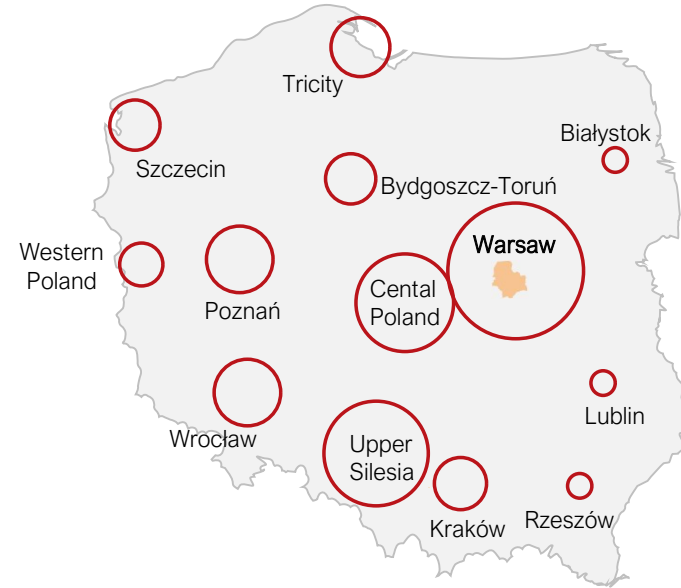 Tricity
Białystok
Szczecin
Bydgoszcz-Toruń
Western
Poland
Warsaw
Poznań
Cental
Poland
Lublin
Wrocław
Upper
Silesia
Kraków
Rzeszów